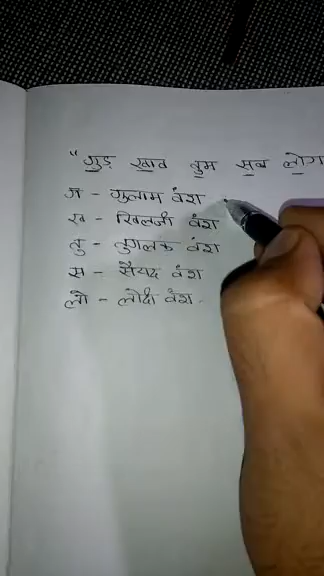 "गुड़ खाव तुम सब लोग
ग - गुलाम वंश
ख - खिलजी वंश
तु - तुगलक वंश
स - सैयद वंश
लो - लोदी वंश